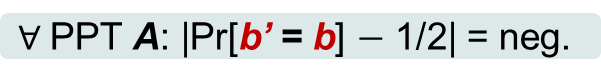 ∀ PPT A: |Pr[b’ = b] – 1/2| = neg.